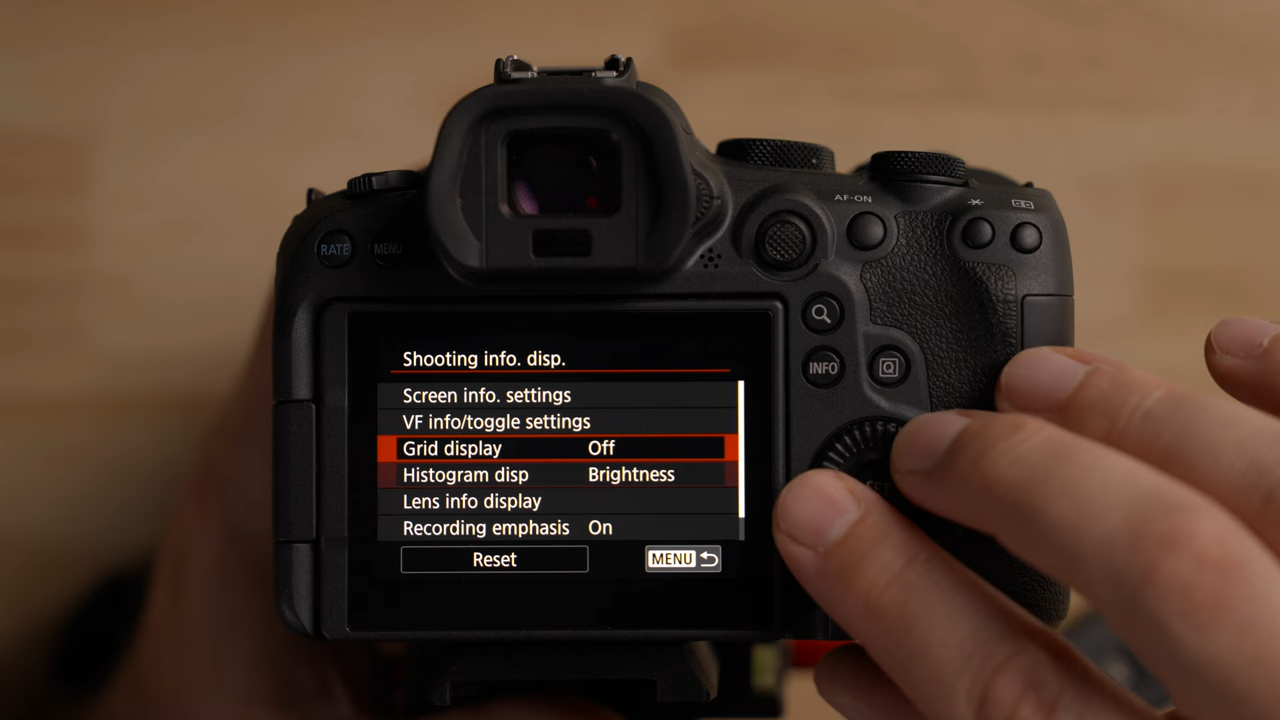 AF-ON
RATE
MENU
INFO
Q
Shooting info. disp.
Screen info. settings
VF info/toggle settings
Grid display Off
Histogram disp Brightness
Lens info display
Recording emphasis On
Reset MENU